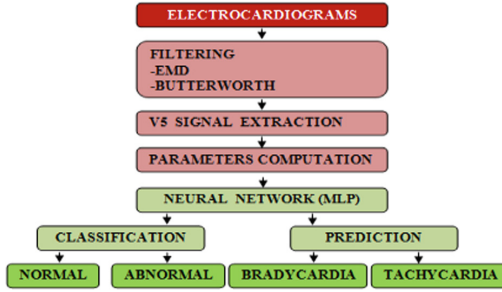 ELECTROCARDIOGRAMS
FILTERING
-EMD
-BUTTERWORTH
V5 SIGNAL EXTRACTION
PARAMETERS COMPUTATION
NEURAL NETWORK (MLP)
CLASSIFICATION
PREDICTION
NORMAL
ABNORMAL
BRADYCARDIA
TACHYCARDIA